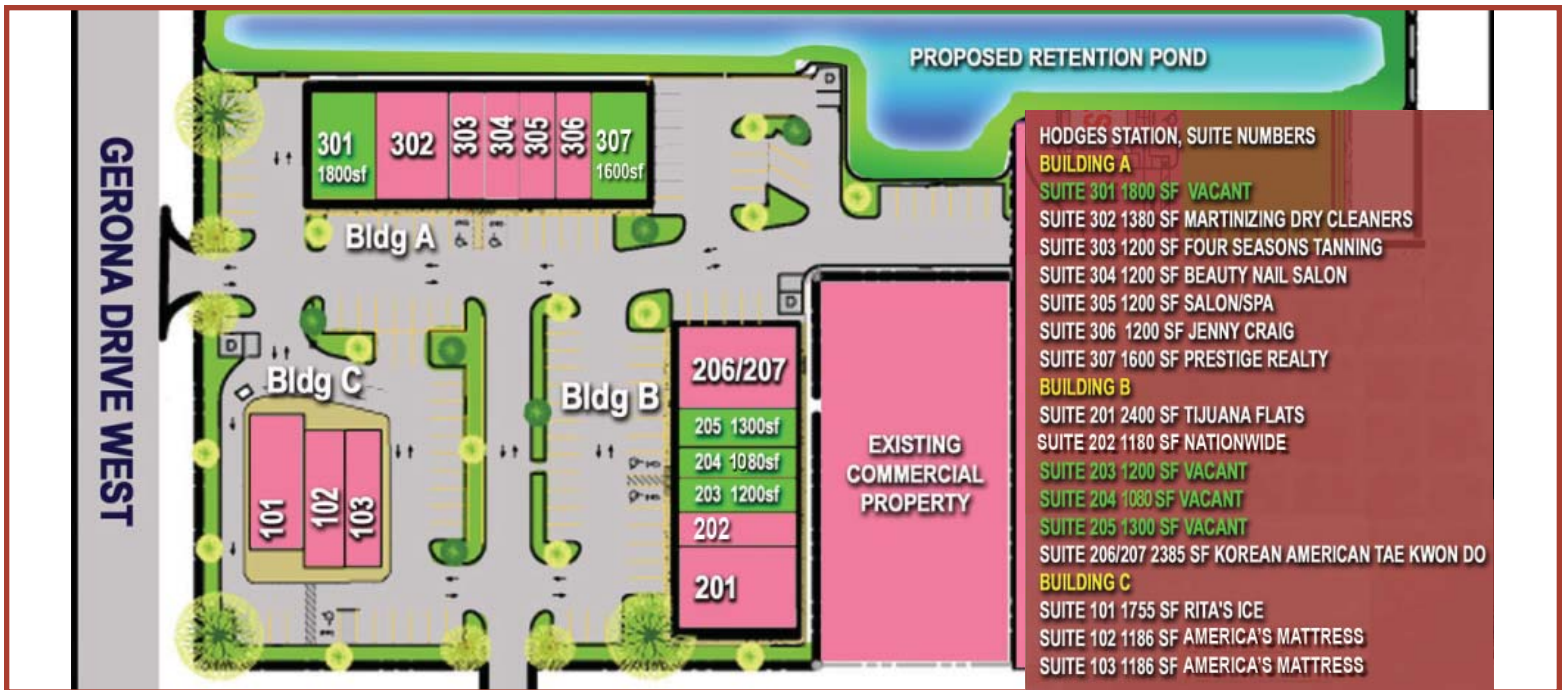 PROPOSED RETENTION POND
D
301
1800sf
302
303
304
305
306
307
1600sf
Bldg A
GERONA DRIVE WEST
D
D
Bldg C
101
102
103
Bldg B
206/207
205 1300sf
204 1080sf
203 1200sf
202
201
EXISTING
COMMERCIAL
PROPERTY
HODGES STATION, SUITE NUMBERS
BUILDING A
SUITE 301 1800 SF VACANT
SUITE 302 1380 SF MARTINIZING DRY CLEANERS
SUITE 303 1200 SF FOUR SEASONS TANNING
SUITE 304 1200 SF BEAUTY NAIL SALON
SUITE 305 1200 SF SALON/SPA
SUITE 306 1200 SF JENNY CRAIG
SUITE 307 1600 SF PRESTIGE REALTY
BUILDING B
SUITE 201 2400 SF TIJUANA FLATS
SUITE 202 1180 SF NATIONWIDE
SUITE 203 1200 SF VACANT
SUITE 204 1080 SF VACANT
SUITE 205 1300 SF VACANT
SUITE 206/207 2385 SF KOREAN AMERICAN TAE KWON DO
BUILDING C
SUITE 101 1755 SF RITA'S ICE
SUITE 102 1186 SF AMERICA'S MATTRESS
SUITE 103 1186 SF AMERICA'S MATTRESS